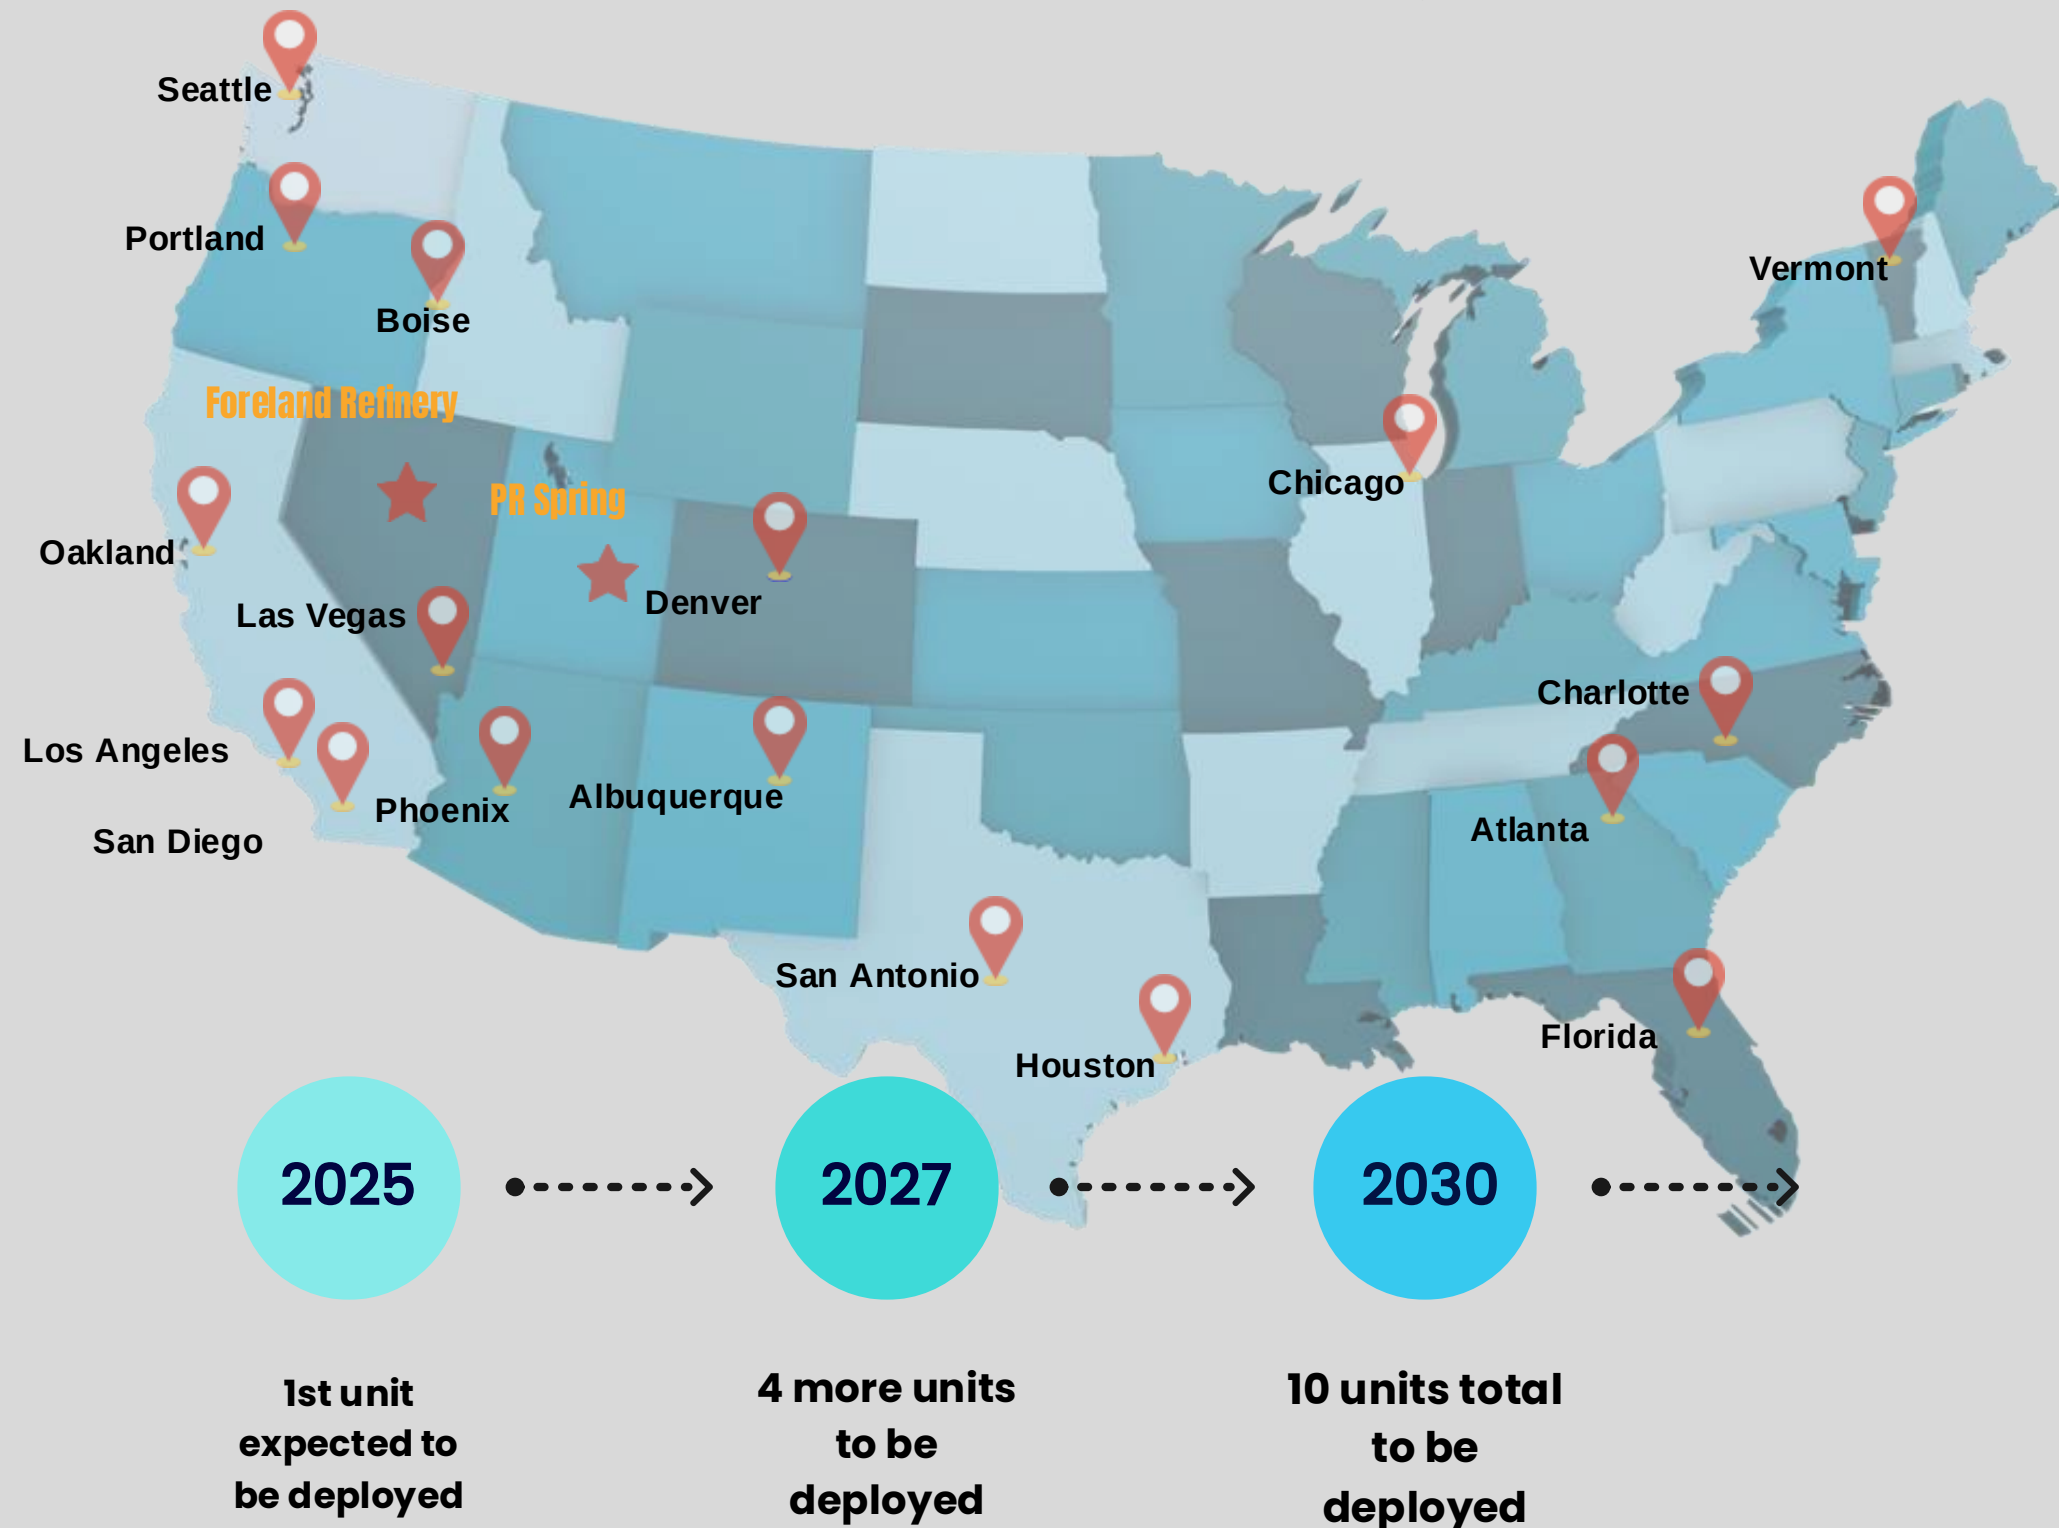 Seattle
Portland
Vermont
Boise
Foreland Refinery
Chicago
PR Spring
Oakland
Denver
Las Vegas
Charlotte
Los Angeles
Albuquerque
Phoenix
Atlanta
San Diego
San Antonio
Florida
Houston
2025
2027
2030
1st unit
expected to
be deployed
4 more units
to be
deployed
10 units total
to be
deployed